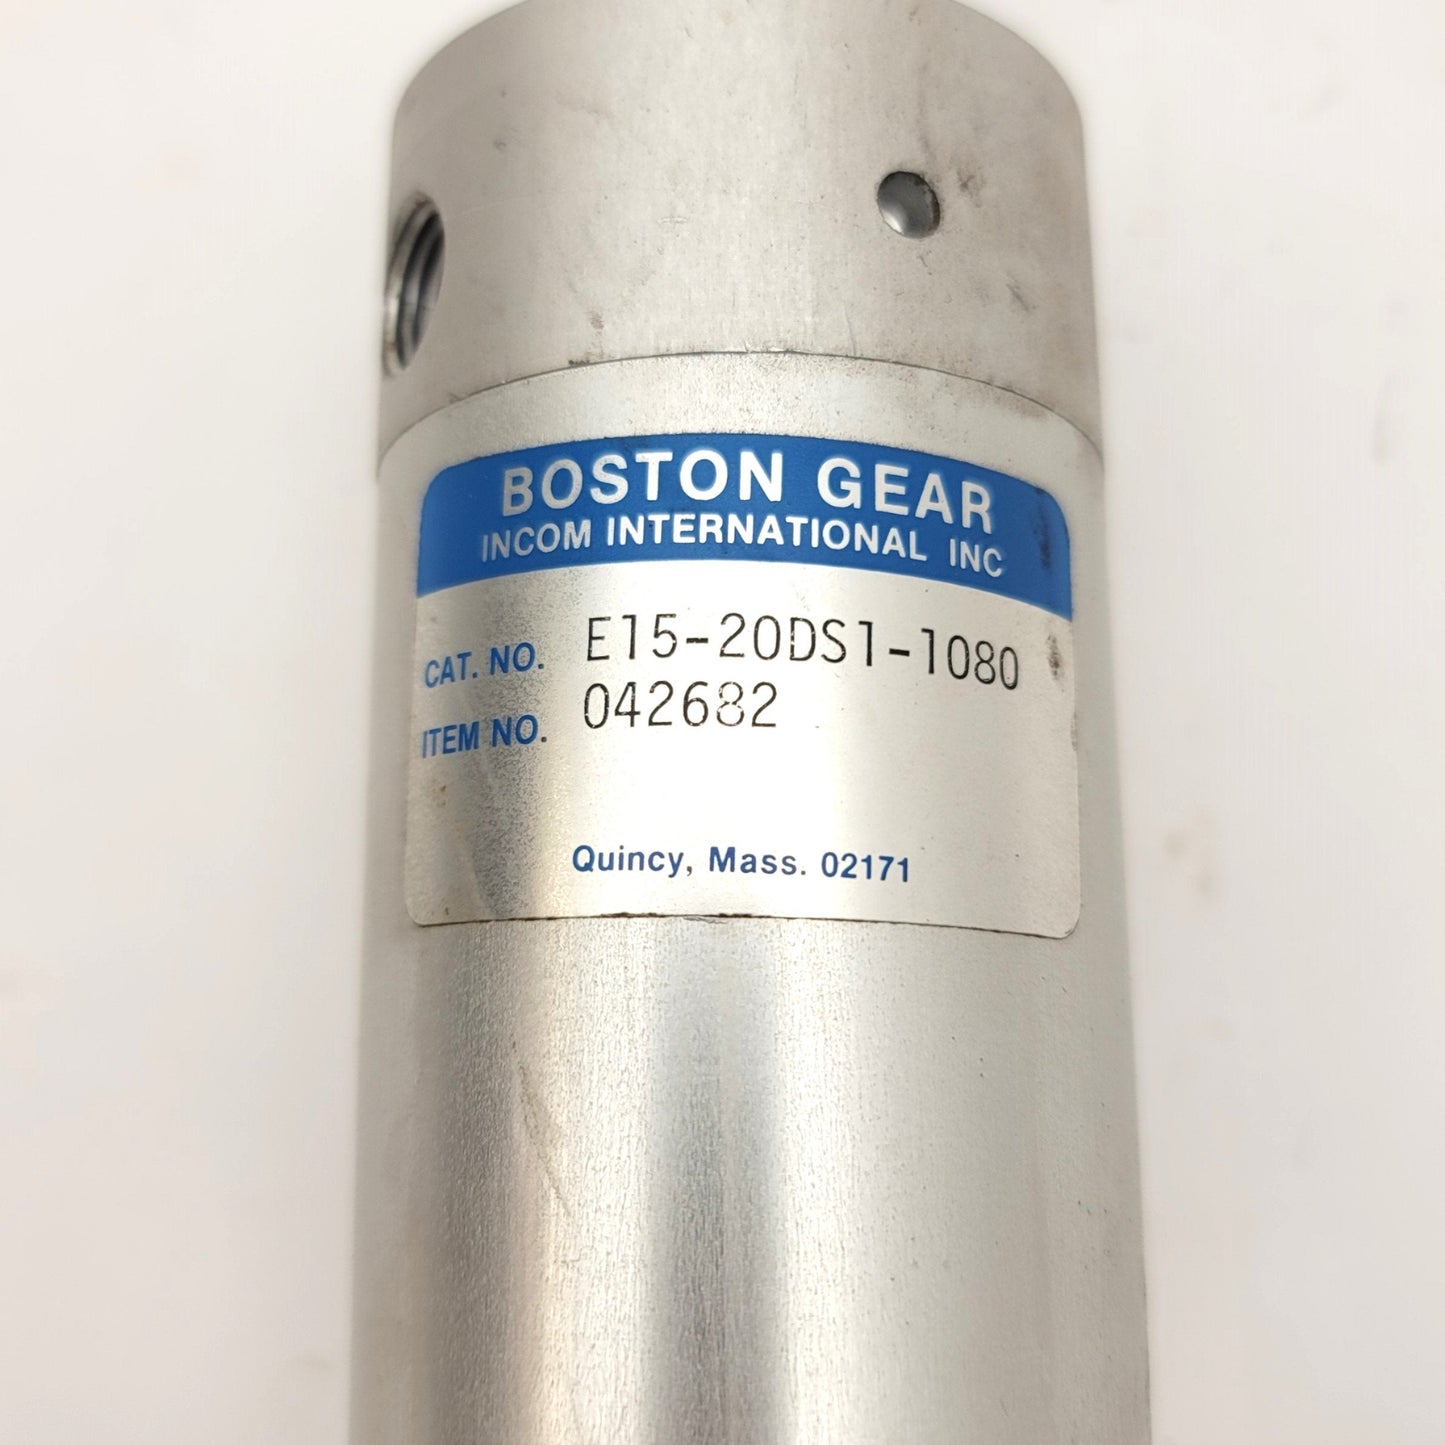 BOSTON GEAR
INCOM INTERNATIONAL INC
CAT. NO. E15-20DS1-1080
ITEM NO. 042682
Quincy, Mass. 02171